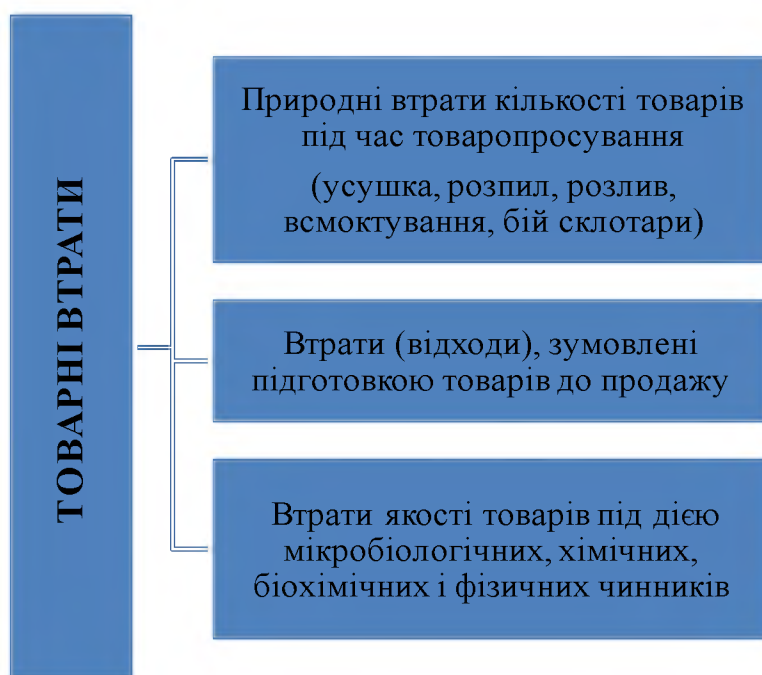 ТОВАРНІ ВТРАТИ
Природні втрати кількості товарів
під час товаропросування
(усушка, розпил, розлив,
всмоктування, бій склотари)
Втрати (відходи), зумовлені
підготовкою товарів до продажу
Втрати якості товарів під дією
мікробіологічних, хімічних,
біохімічних і фізичних чинників